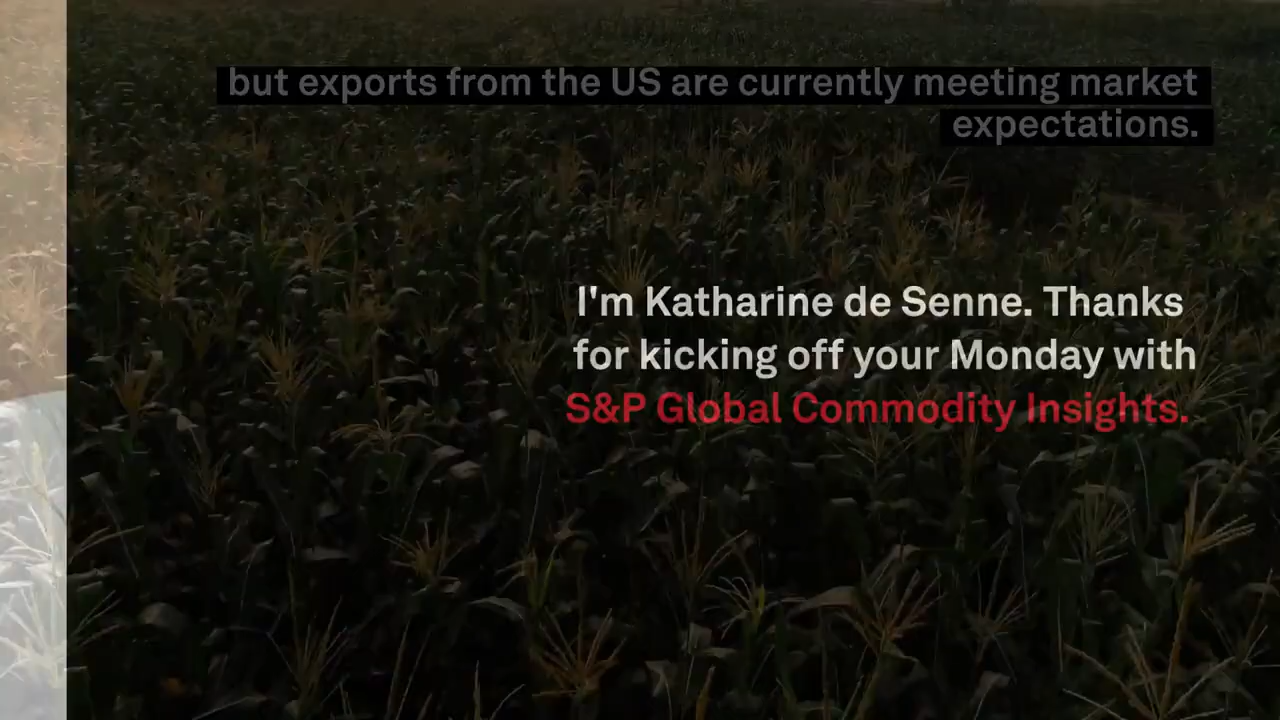 but exports from the US are currently meeting market
expectations.
I'm Katharine de Senne. Thanks
for kicking off your Monday with
S&P Global Commodity Insights.